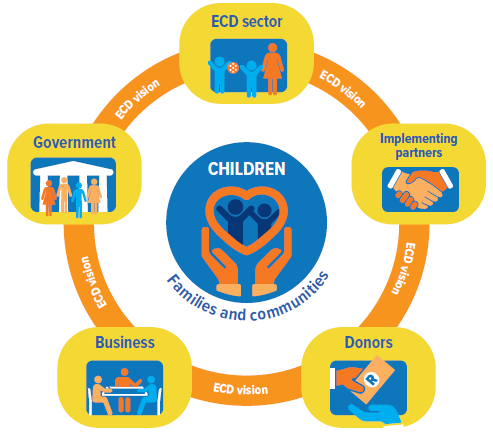 ECD sector
ECD vision
ECD vision
Government
Implementing
partners
CHILDREN
Families and communities
ECD vision
ECD vision
Business
Donors
R
ECD vision